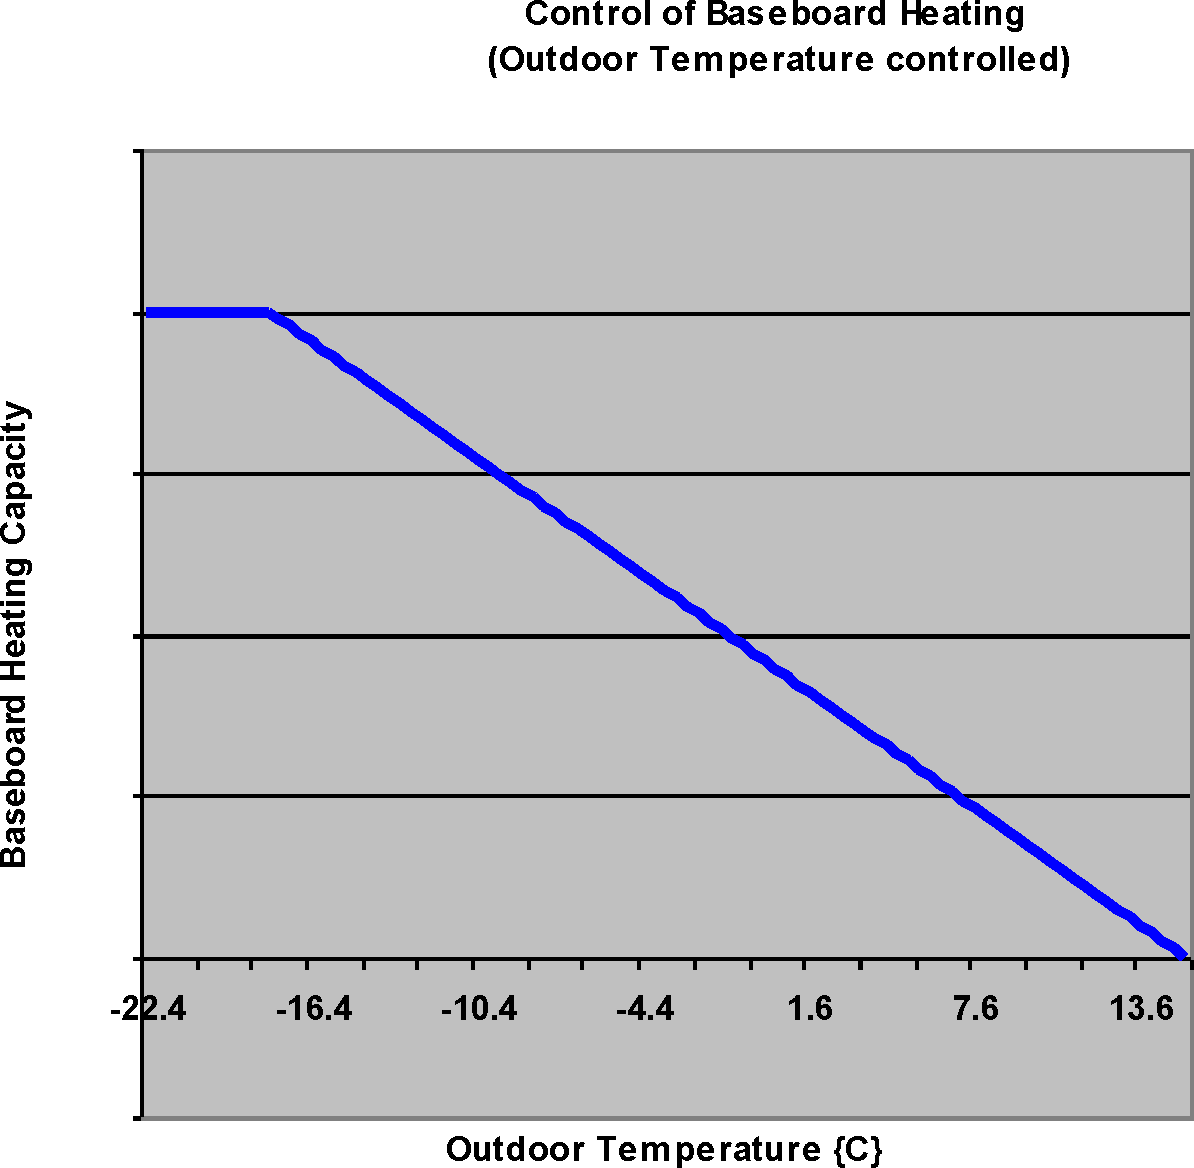 Control of Baseboard Heating
(Outdoor Temperature controlled)
Baseboard Heating Capacity
-22.4 -16.4 -10.4 -4.4 1.6 7.6 13.6
Outdoor Temperature {C}